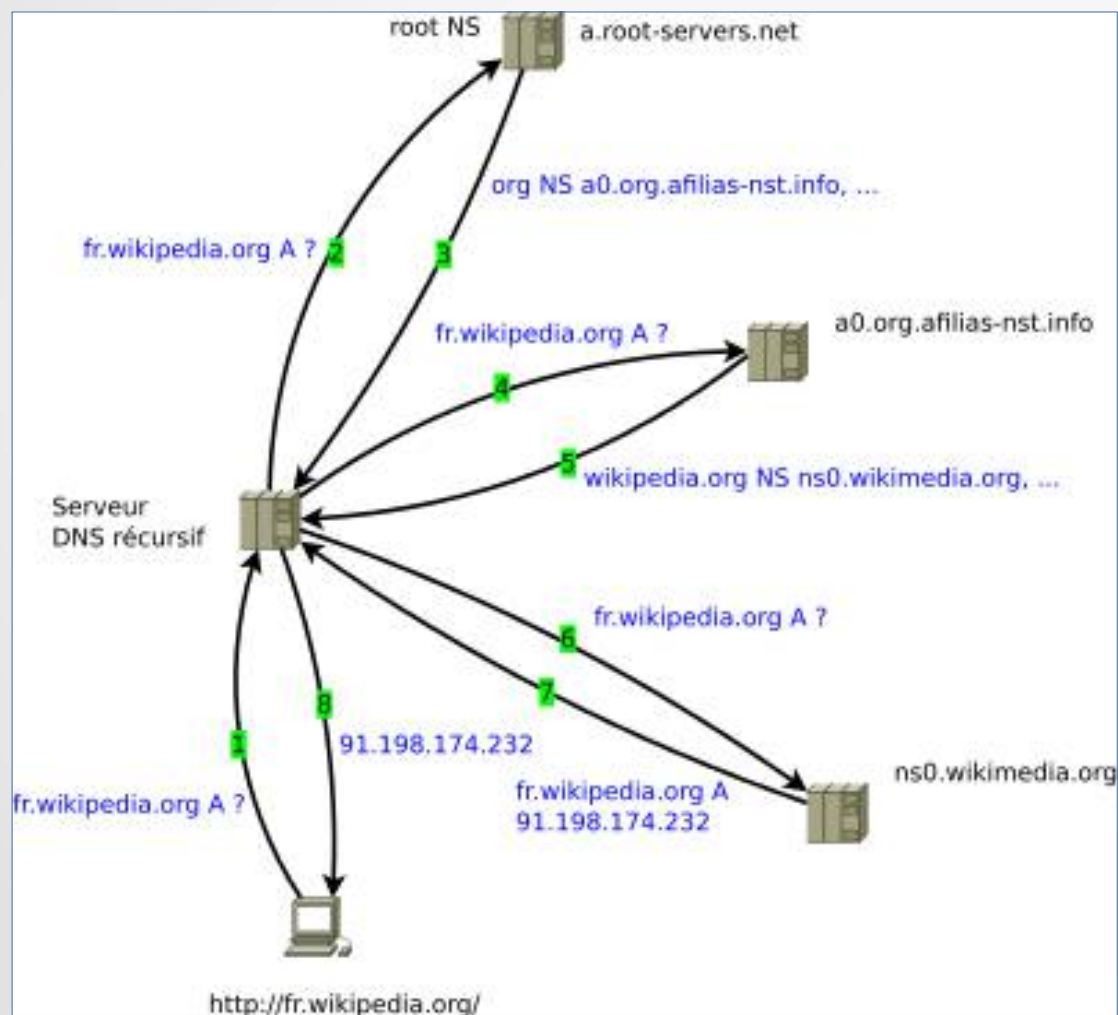 root NS
a.root-servers.net
org NS a0.org.afilias-nst.info, ...
fr.wikipedia.org A ?
2
3
a0.org.afilias-nst.info
fr.wikipedia.org A ?
4
5
wikipedia.org NS ns0.wikimedia.org, ...
Serveur
DNS récursif
fr.wikipedia.org A ?
6
7
8
1
91.198.174.232
ns0.wikimedia.org
fr.wikipedia.org A
91.198.174.232
fr.wikipedia.org A ?
http://fr.wikipedia.org/